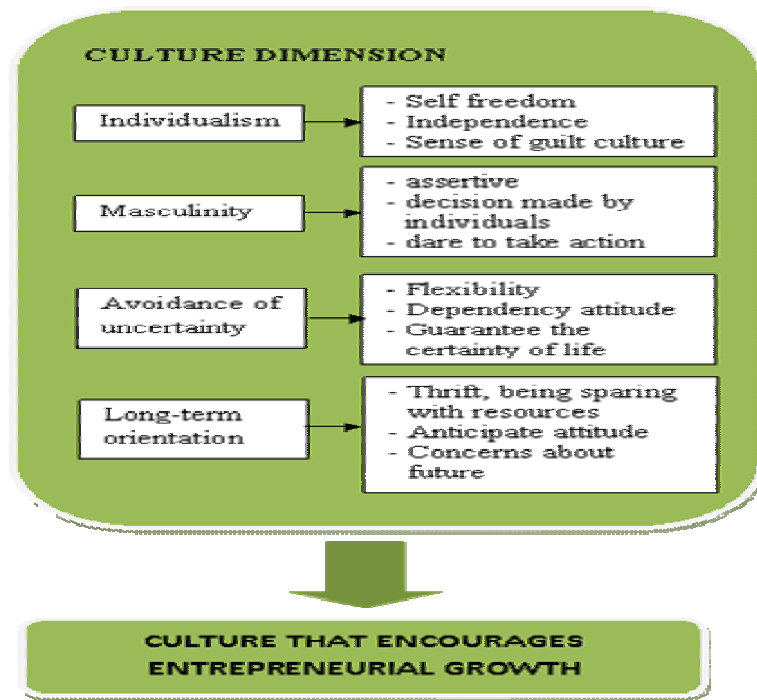 CULTURE DIMENSION
Individualism
- Self freedom
- Independence
- Sense of guilt culture
Masculinity
- assertive
- decision made by
individuals
- dare to take action
Avoidance of
uncertainty
- Flexibility
- Dependency attitude
- Guarantee the
certainty of life
Long-term
orientation
- Thrift, being sparing
with resources
- Anticipate attitude
- Concerns about
future
CULTURE THAT ENCOURAGES
ENTREPRENEURIAL GROWTH